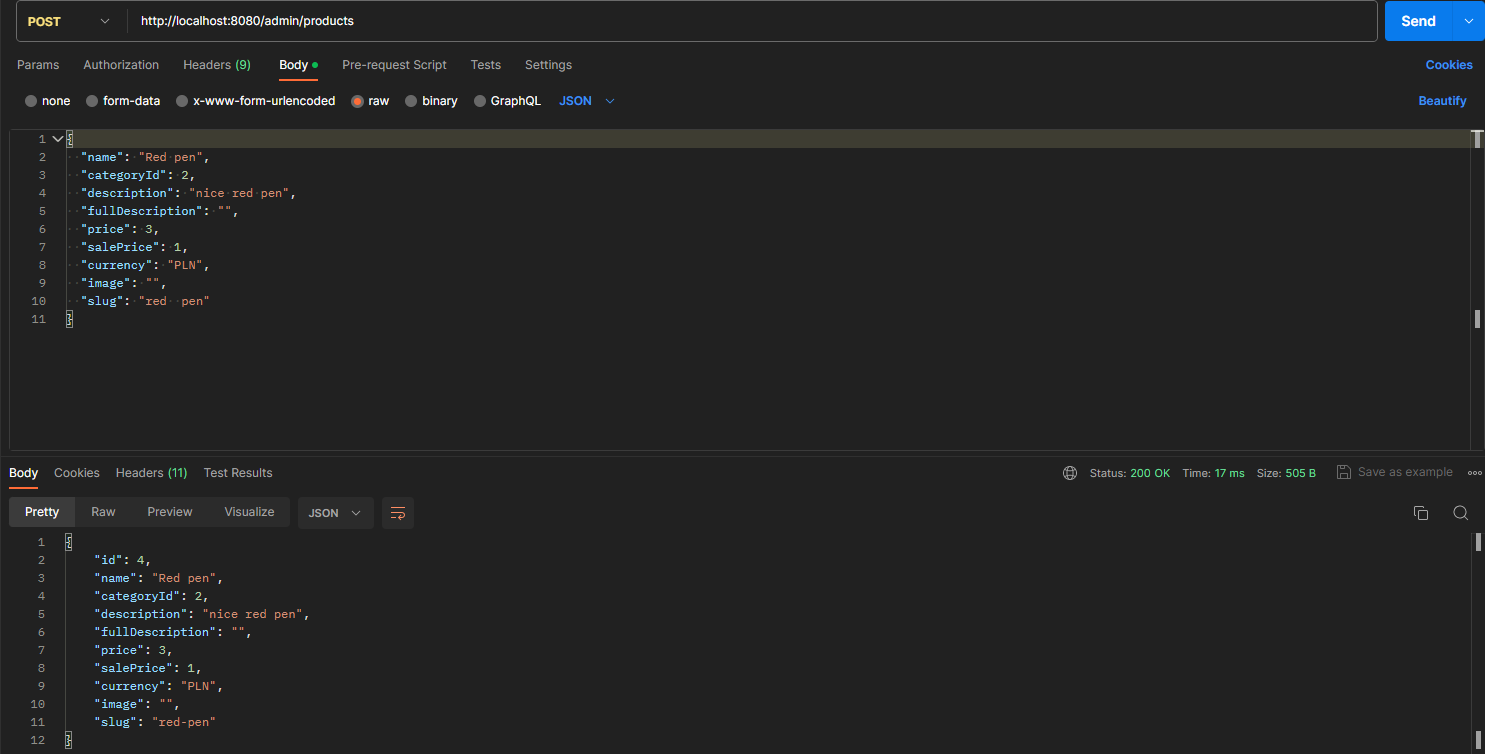 POST http://localhost:8080/admin/products Send
Params Authorization Headers (9) Body Pre-request Script Tests Settings Cookies
none form-data x-www-form-urlencoded raw binary GraphQL JSON Beautify
1 {
2 "name": "Red pen",
3 "categoryId": 2,
4 "description": "nice red pen",
5 "fullDescription": "",
6 "price": 3,
7 "salePrice": 1,
8 "currency": "PLN",
9 "image": "",
10 "slug": "red  pen"
11 }
Body Cookies Headers (11) Test Results Status: 200 OK Time: 17 ms Size: 505 B Save as example
Pretty Raw Preview Visualize JSON
1 {
2 "id": 4,
3 "name": "Red pen",
4 "categoryId": 2,
5 "description": "nice red pen",
6 "fullDescription": "",
7 "price": 3,
8 "salePrice": 1,
9 "currency": "PLN",
10 "image": "",
11 "slug": "red-pen"
12 }